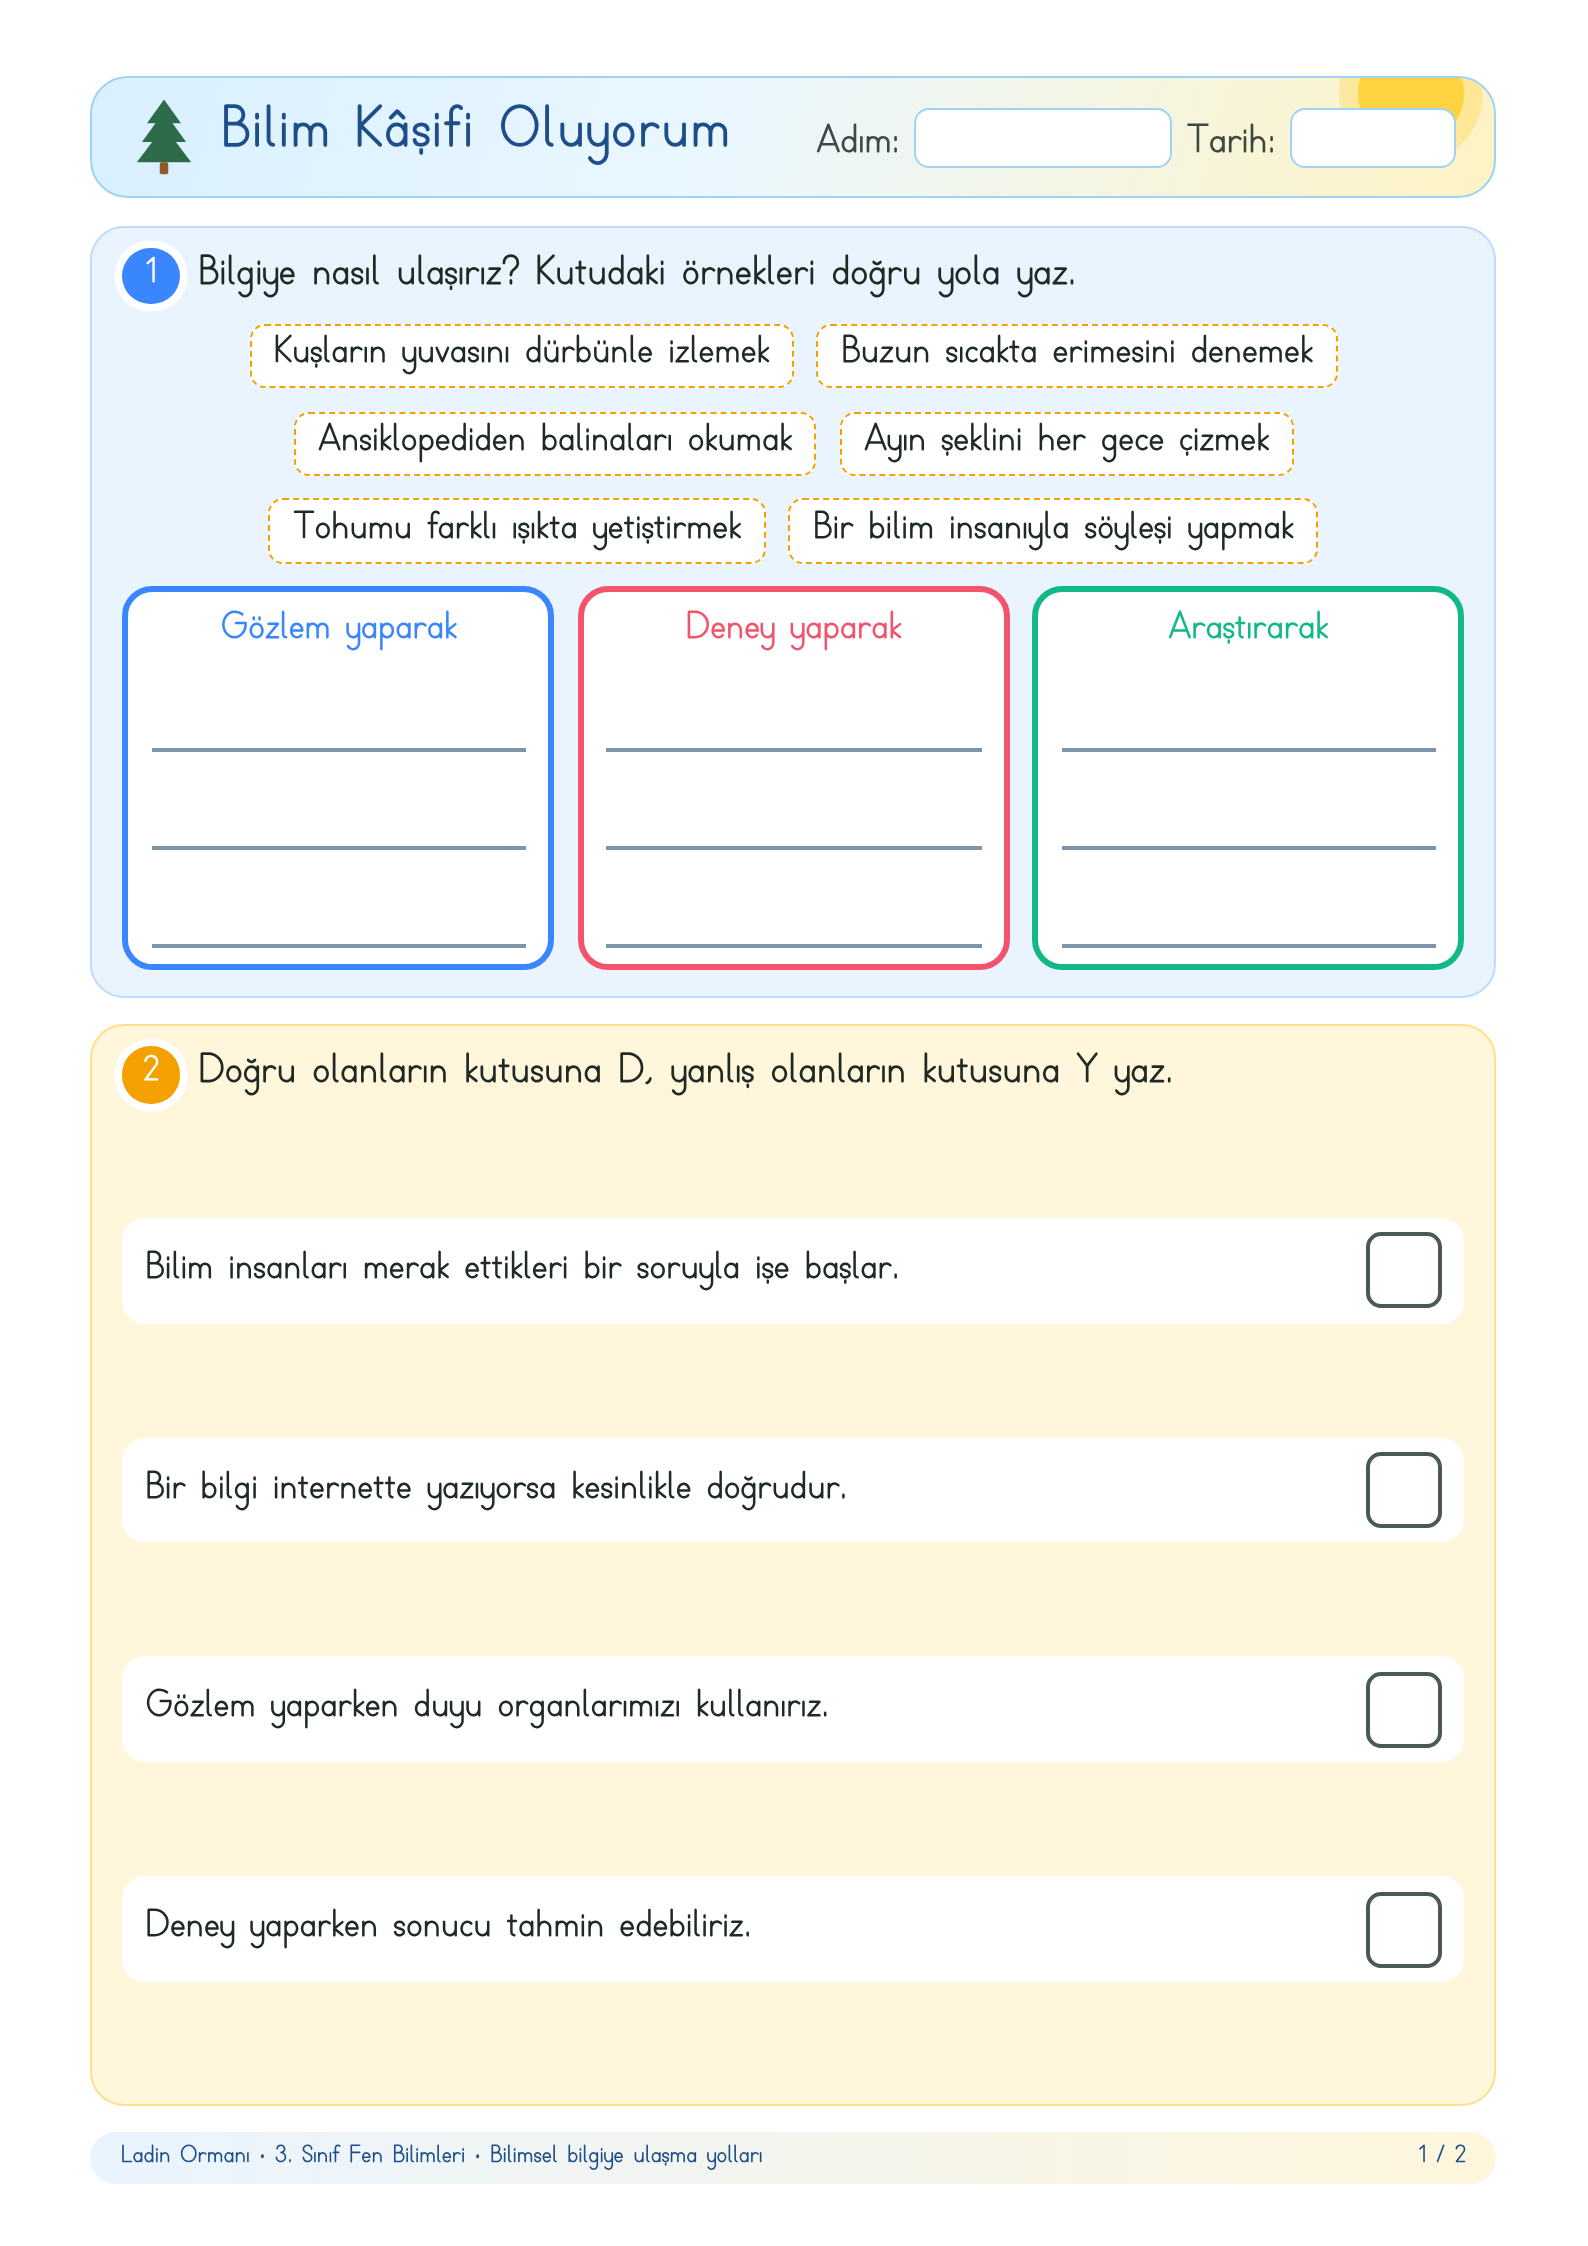 Bilim Kâşifi Oluyorum
Adım:
Tarih:
1
Bilgiye nasıl ulaşırız? Kutudaki örnekleri doğru yola yaz.
Kuşların yuvasını dürbünle izlemek
Buzun sıcakta erimesini denemek
Ansiklopediden balinaları okumak
Ayın şeklini her gece çizmek
Tohumu farklı ışıkta yetiştirmek
Bir bilim insanıyla söyleşi yapmak
Gözlem yaparak
Deney yaparak
Araştırarak
2
Doğru olanların kutusuna D, yanlış olanların kutusuna Y yaz.
Bilim insanları merak ettikleri bir soruyla işe başlar.
Bir bilgi internette yazıyorsa kesinlikle doğrudur.
Gözlem yaparken duyu organlarımızı kullanırız.
Deney yaparken sonucu tahmin edebiliriz.
Ladin Ormanı • 3. Sınıf Fen Bilimleri • Bilimsel bilgiye ulaşma yolları
1 / 2